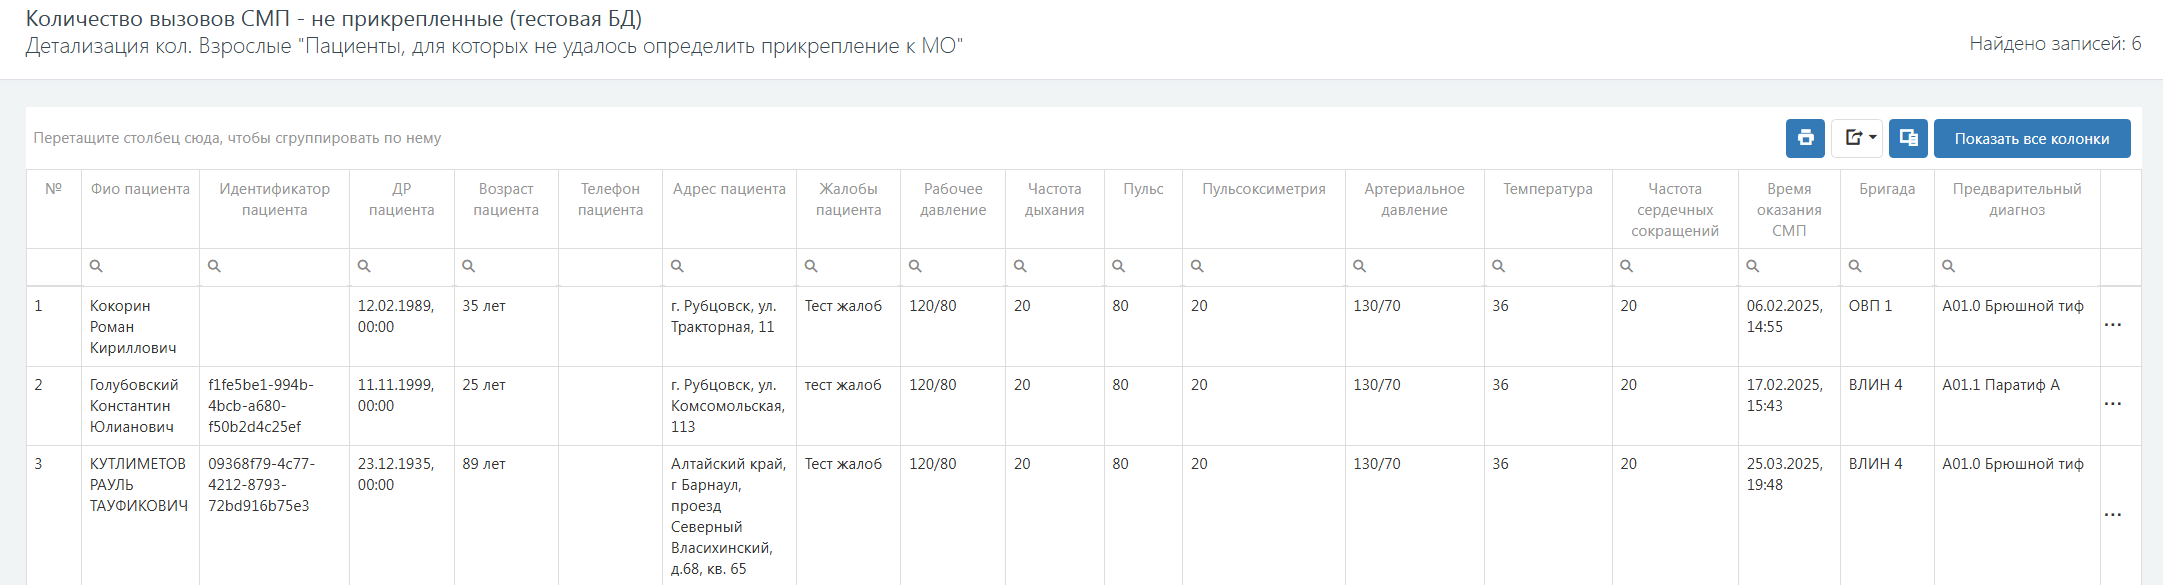 Количество вызовов СМП - не прикрепленные (тестовая БД)
Детализация кол. Взрослые "Пациенты, для которых не удалось определить прикрепление к МО"
Найдено записей: 6
Перетащите столбец сюда, чтобы сгруппировать по нему
Показать все колонки
№
Фио пациента
Идентификатор
пациента
ДР
пациента
Возраст
пациента
Телефон
пациента
Адрес пациента
Жалобы
пациента
Рабочее
давление
Частота
дыхания
Пульс
Пульсоксиметрия
Артериальное
давление
Температура
Частота
сердечных
сокращений
Время
оказания
СМП
Бригада
Предварительный
диагноз
1
Кокорин
Роман
Кириллович
12.02.1989,
00:00
35 лет
г. Рубцовск, ул.
Тракторная, 11
Тест жалоб
120/80
20
80
20
130/70
36
20
06.02.2025,
14:55
ОВП 1
A01.0 Брюшной тиф
...
2
Голубовский
Константин
Юлианович
f1fe5be1-994b-
4bcb-a680-
f50b2d4c25ef
11.11.1999,
00:00
25 лет
г. Рубцовск, ул.
Комсомольская,
113
тест жалоб
120/80
20
80
20
130/70
36
20
17.02.2025,
15:43
ВЛИН 4
A01.1 Паратиф А
...
3
КУТЛИМЕТОВ
РАУЛЬ
ТАУФИКОВИЧ
09368f79-4c77-
4212-8793-
72bd916b75e3
23.12.1935,
00:00
89 лет
Алтайский край,
г Барнаул,
проезд
Северный
Власихинский,
д.68, кв. 65
Тест жалоб
120/80
20
80
20
130/70
36
20
25.03.2025,
19:48
ВЛИН 4
A01.0 Брюшной тиф
...